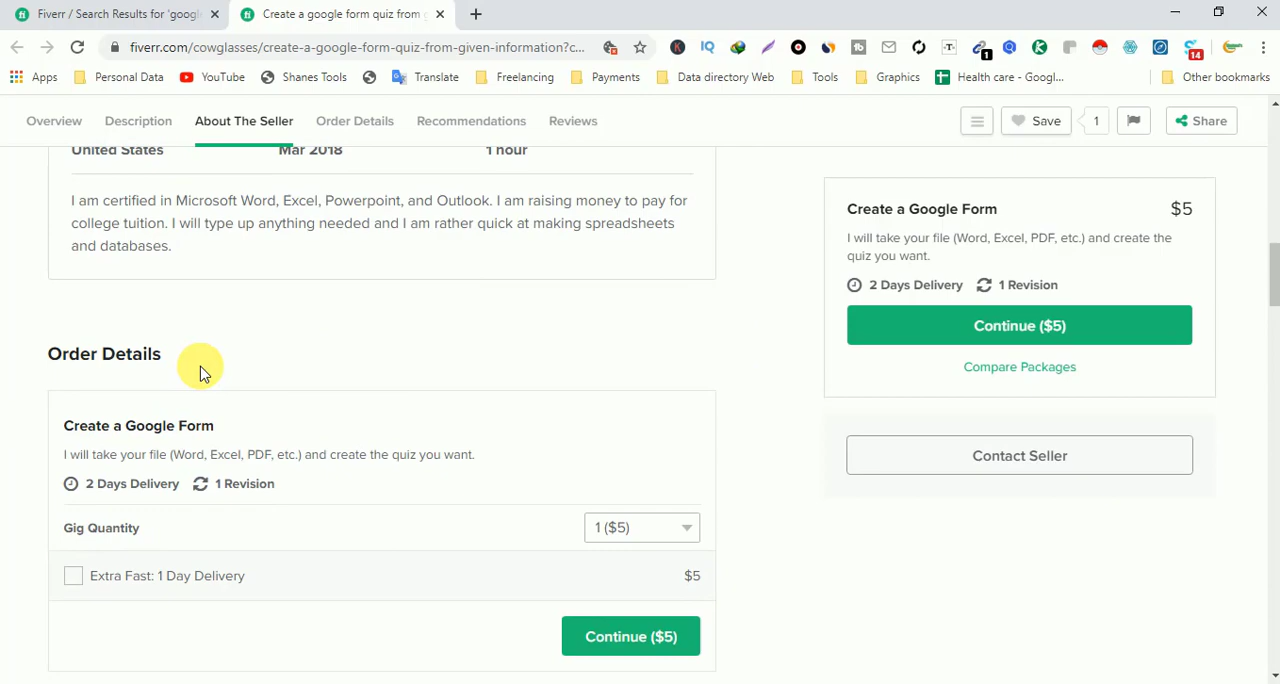 Fiverr / Search Results for 'googl
Create a google form quiz from g
fiverr.com/cowglasses/create-a-google-form-quiz-from-given-information?c...
1
14
Apps
Personal Data
YouTube
Shanes Tools
Translate
Freelancing
Payments
Data directory Web
Tools
Graphics
Health care - Googl...
Other bookmarks
Overview
Description
About The Seller
Order Details
Recommendations
Reviews
Save
1
Share
United States
Mar 2018
1 hour
I am certified in Microsoft Word, Excel, Powerpoint, and Outlook. I am raising money to pay for
college tuition. I will type up anything needed and I am rather quick at making spreadsheets
and databases.
Order Details
Create a Google Form
I will take your file (Word, Excel, PDF, etc.) and create the quiz you want.
2 Days Delivery
1 Revision
Gig Quantity
1 ($5)
Extra Fast: 1 Day Delivery
$5
Continue ($5)
Create a Google Form
$5
I will take your file (Word, Excel, PDF, etc.) and create the
quiz you want.
2 Days Delivery
1 Revision
Continue ($5)
Compare Packages
Contact Seller